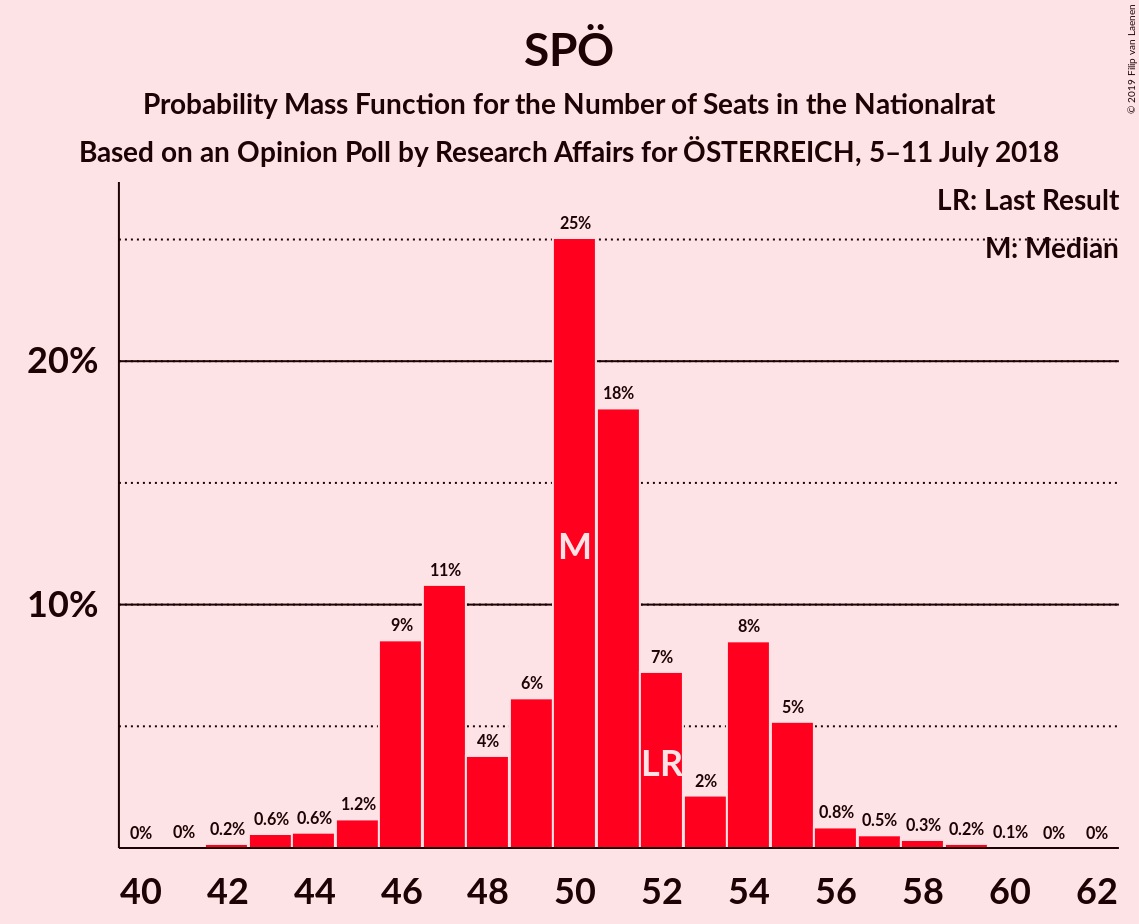 SPÖ
Probability Mass Function for the Number of Seats in the Nationalrat
Based on an Opinion Poll by Research Affairs for ÖSTERREICH, 5–11 July 2018
© 2019 Filip van Laenen
LR: Last Result
M: Median
20%
10%
0% 0% 0.2% 0.6% 0.6% 1.2% 9% 11% 4% 6% 25% 18% 7% 2% 8% 5% 0.8% 0.5% 0.3% 0.2% 0.1% 0% 0%
M
LR
40 42 44 46 48 50 52 54 56 58 60 62